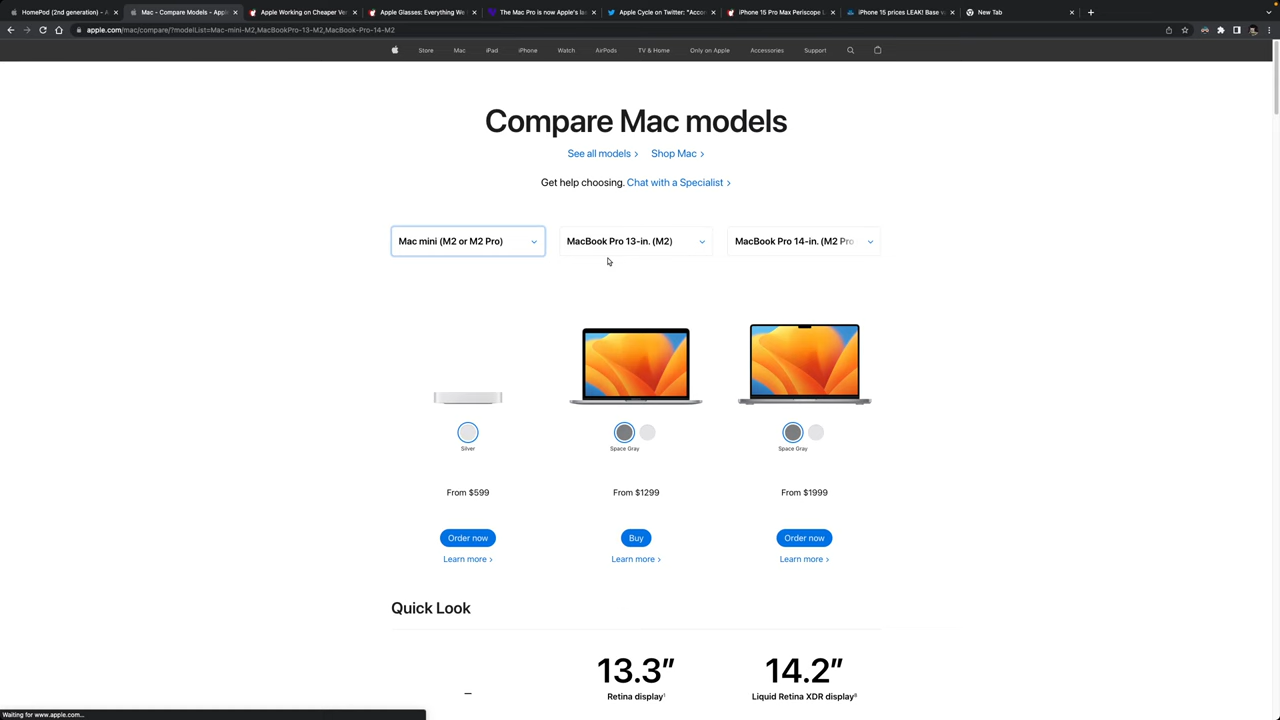 HomePod (2nd generation) - A
Mac - Compare Models - Apple
Apple Working on Cheaper Ver
Apple Glasses: Everything We
The Mac Pro is now Apple's la
Apple Cycle on Twitter: "Acco
iPhone 15 Pro Max Periscope L
iPhone 15 prices LEAK! Base v
New Tab
apple.com/mac/compare/?modelList=Mac-mini-M2,MacBookPro-13-M2,MacBook-Pro-14-M2
Store Mac iPad iPhone Watch AirPods TV & Home Only on Apple Accessories Support
Compare Mac models
See all models > Shop Mac >
Get help choosing. Chat with a Specialist >
Mac mini (M2 or M2 Pro)
MacBook Pro 13-in. (M2)
MacBook Pro 14-in. (M2 Pro
Silver
Space Gray
Space Gray
From $599
From $1299
From $1999
Order now
Buy
Order now
Learn more >
Learn more >
Learn more >
Quick Look
–
13.3”
Retina display¹
14.2”
Liquid Retina XDR display⁶
Waiting for www.apple.com...